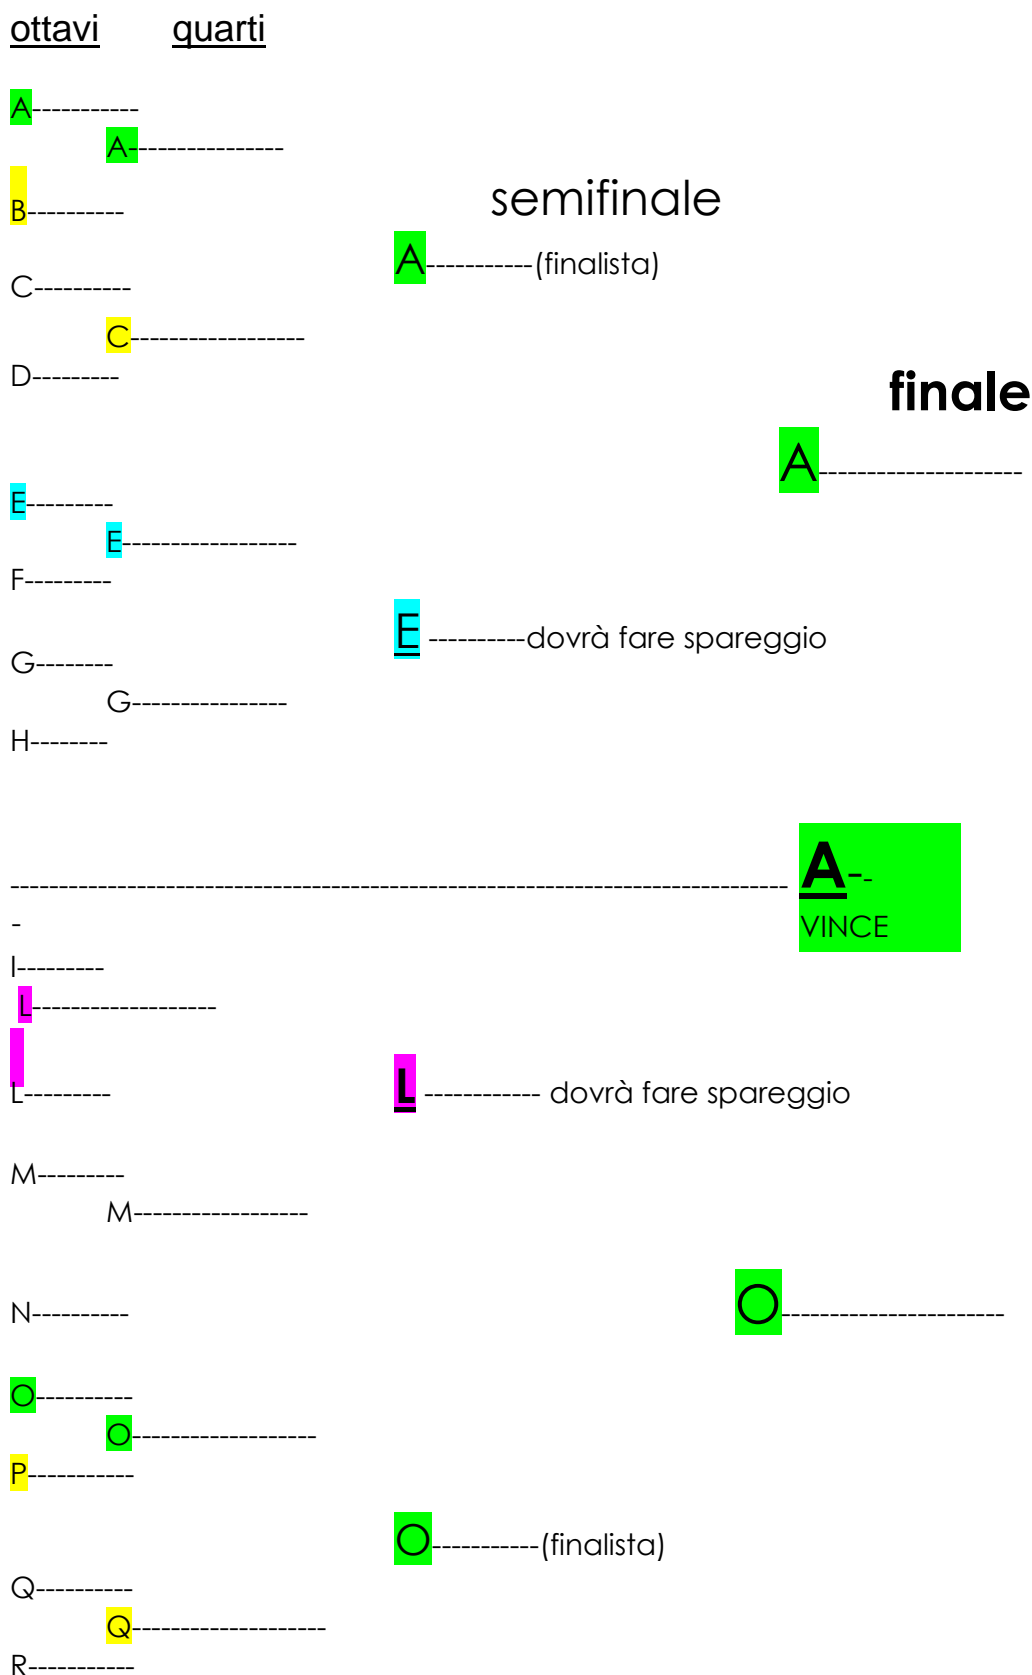 ottavi quarti
A-----------
A----------------
semifinale
B----------
A-----------(finalista)
C----------
C------------------
D---------
finale
A---------------------
E---------
E------------------
F---------
E ----------dovrà fare spareggio
G--------
G----------------
H--------
--------------------------------------------------------------------------------- A--
VINCE
-
I---------
L-------------------
L--------- L ------------ dovrà fare spareggio
M---------
M------------------
N---------- O-----------------------
O----------
O-------------------
P-----------
O-----------(finalista)
Q----------
Q--------------------
R-----------